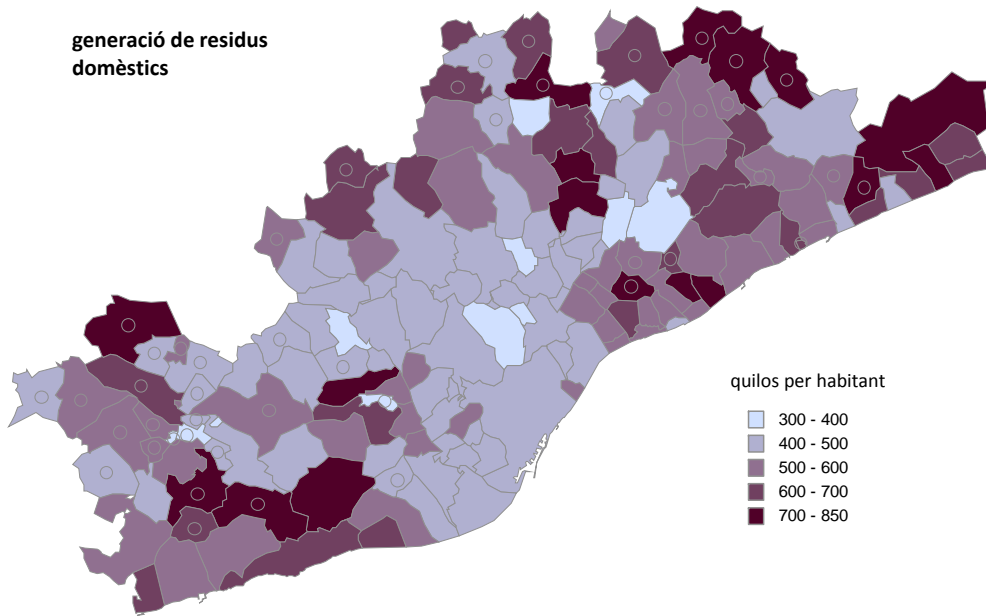 generació de residus
domèstics
quilos per habitant
300 - 400
400 - 500
500 - 600
600 - 700
700 - 850